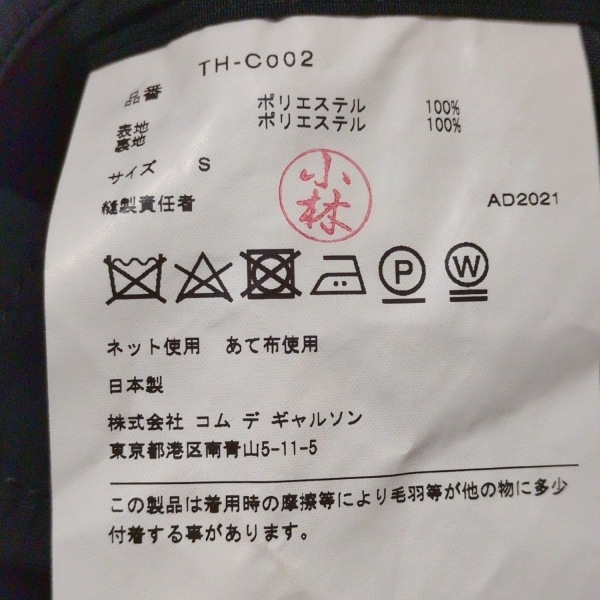 品番 TH-C002
表地 ポリエステル 100%
裏地 ポリエステル 100%
サイズ S
縫製責任者 小林 AD2021
P W
ネット使用 あて布使用
日本製
株式会社 コム デ ギャルソン
東京都港区南青山5-11-5
この製品は着用時の摩擦等により毛羽等が他の物に多少
付着する事があります。